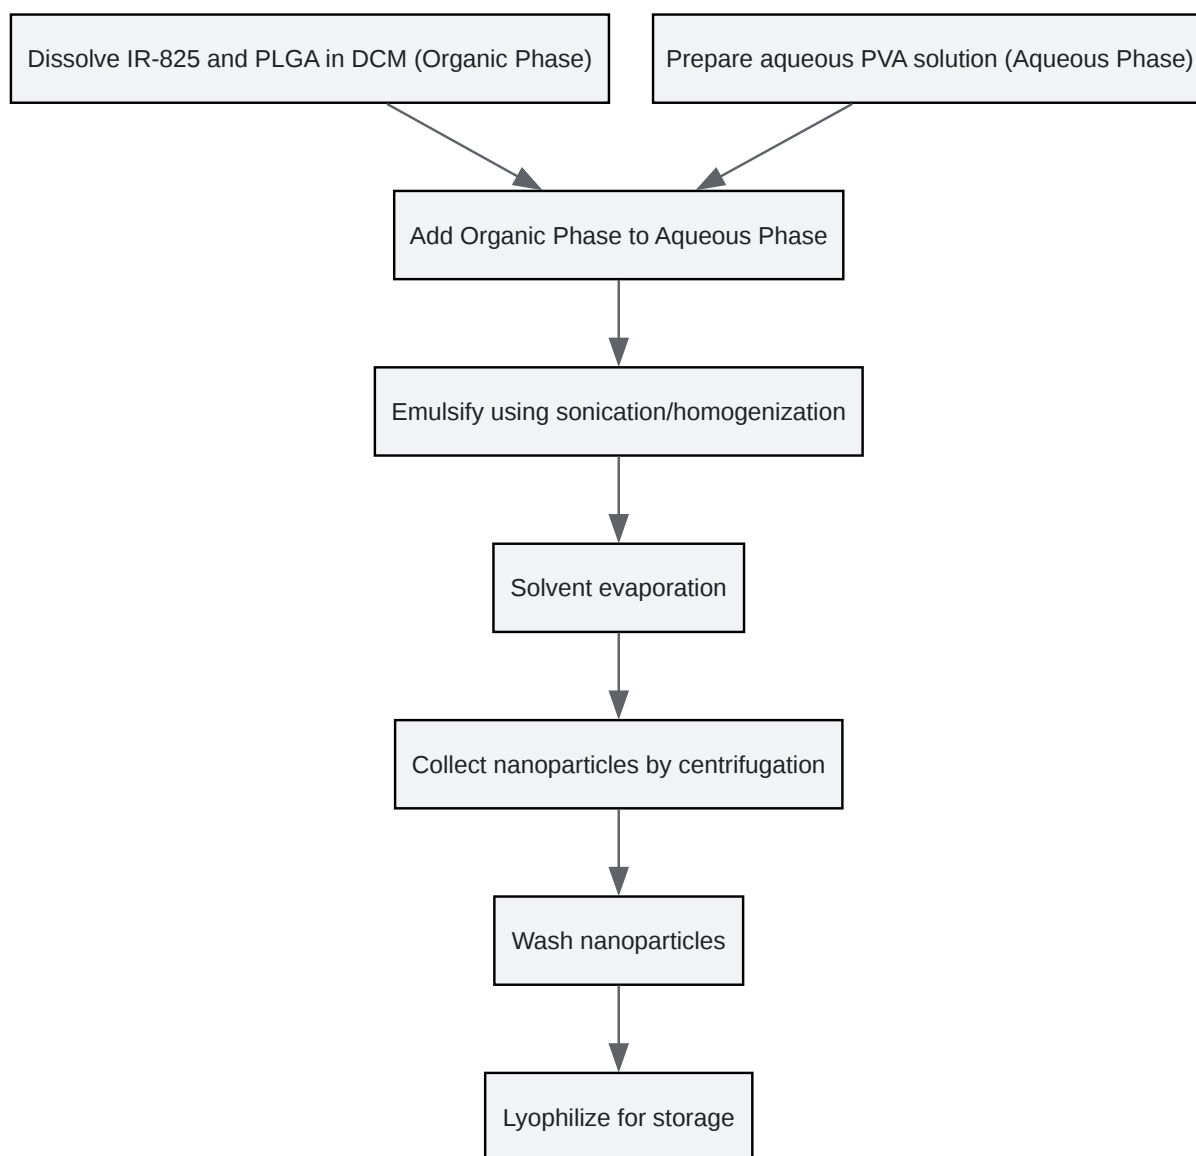 Dissolve IR-825 and PLGA in DCM (Organic Phase)
Prepare aqueous PVA solution (Aqueous Phase)
Add Organic Phase to Aqueous Phase
Emulsify using sonication/homogenization
Solvent evaporation
Collect nanoparticles by centrifugation
Wash nanoparticles
Lyophilize for storage